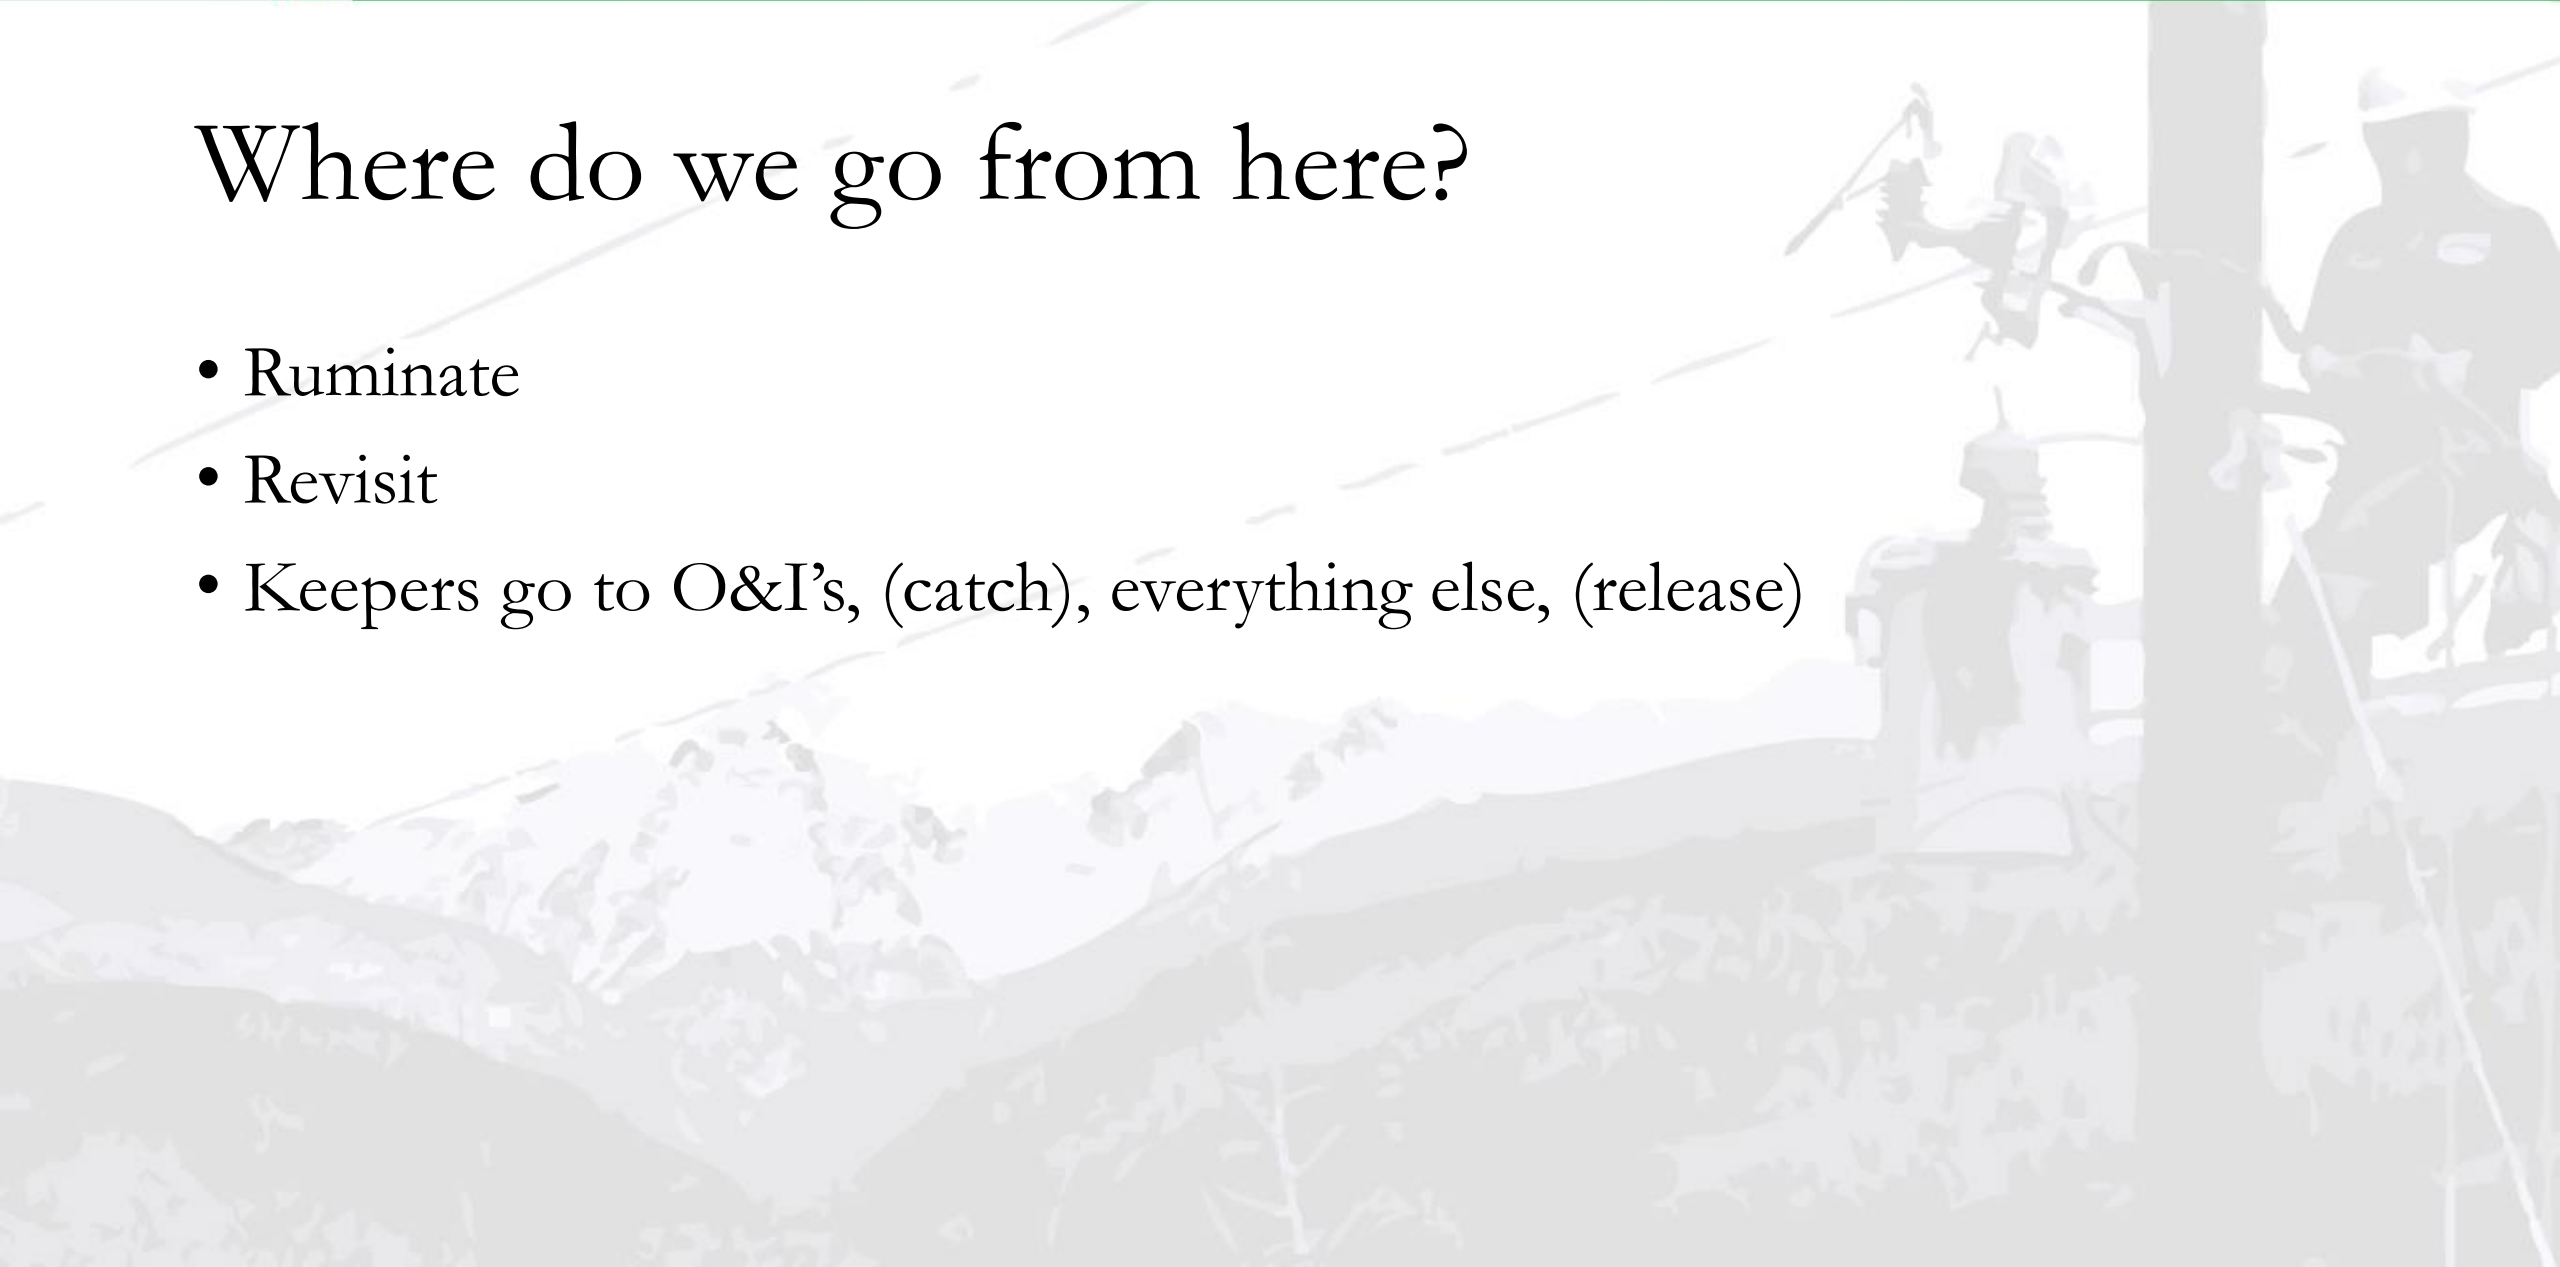 Where do we go from here?
• Ruminate
• Revisit
• Keepers go to O&I’s, (catch), everything else, (release)